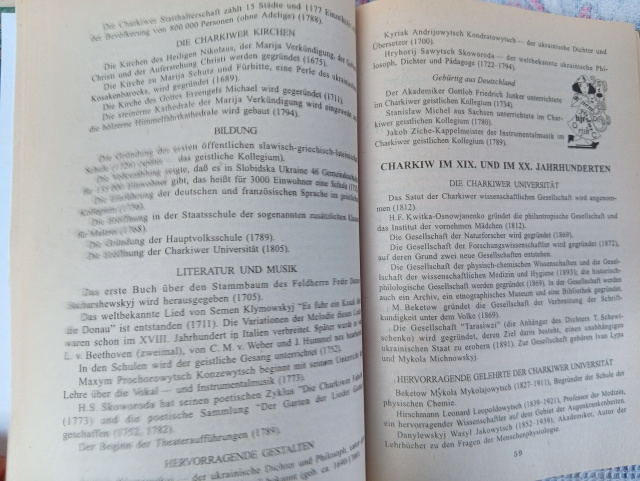 Die Charkiwer Statthalterschaft zählt 15 Städte und 1177
der Bevölkerung von 800 000 Personen (ohne Adelige) (1788).
DIE CHARKIWER KIRCHEN
Die Kirchen des Heiligen Nikolaus, der Marija Verkündigung, der
Christi und der Auferstehung Christi werden gegründet (1675).
Die Kirche zu Marija Schutz und Fürbitte, eine Perle des
Kosakenbarocks, wird gegründet (1689).
Die Kirche des Gottes Erzengels Michael wird gegründet (1711).
Die steinerne Kathedrale der Marija Verkündigung wird
die hölzerne Himmelfahrtkathedrale wird gebaut (1794).
BILDUNG
Die Gründung der ersten öffentlichen slawisch-griechisch-lateinischen
Schule das geistliche Kollegium).
Die Volkszählung zeigte, daß es in Slobidska Ukraine 46
gibt, das heißt für 3000 Einwohner eine Schule
Die Einführung der deutschen und französischen Sprache im
Die Eröffnung in der Staatsschule der sogenannten zusätzlichen
Die Gründung der Hauptvolksschule (1789).
Die Eröffnung der Charkiwer Universität (1805).
LITERATUR UND MUSIK
Das erste Buch über den Stammbaum des Feldherrn
wird herausgegeben (1705).
Das weltbekannte Lied von Semen Klymowskyj "Es fuhr ein Kosak
die Donau" ist entstanden (1711). Die Variationen der Melodie dieses
waren schon im XVIII. Jahrhundert in Italien verbreitet. Später wurde
L. v. Beethoven (zweimal), von C. M. v. Weber und J. Hummel
In den Schulen wird der geistliche Gesang unterrichtet (1752).
Maxym Prochorowytsch Konzewytsch beginnt mit seinen
Lehre über die Vokal — und Instrumentalmusik (1773).
H.S. Skoworoda hat seinen poetischen Zyklus "Die Charkiwer
(1773) und die poetische Sammlung "Der Garten der Lieder
geschaffen (1752, 1782).
Der Beginn der Theateraufführungen (1789).
HERVORRAGENDE GESTALTEN
der ukrainische Dichter und Philosoph,
Kyriak Andrijowytsch Kondratowytsch— der ukrainische Dichter und
Übersetzer (1700).
Hryhorij Sawytsch Skoworoda — der weltbekannte ukrainische Phi-
losoph, Dichter und Pädagoge (1722–1794).
Gebürtig aus Deutschland
Der Akademiker Gottlob Friedrich Junker unterrichtete
im Charkiwer geistlichen Kollegium (1734).
Stanislaw Michel aus Sachsen unterrichtete im Char-
kiwer geistlichen Kollegium (1780).
Jakob Ziche-Kappelmeister der Instrumentalmusik im
Charkiwer geistlichen Kollegium (1789).
CHARKIW IM XIX. UND IM XX. JAHRHUNDERTEN
DIE CHARKIWER UNIVERSITÄT
Das Satut der Charkiwer wissenschaftlichen Gesellschaft wird angenom-
men (1812).
H.F. Kwitka-Osnowjanenko gründet die philantropische Gesellschaft und
das Institut der vornehmen Mädchen (1812).
Die Gesellschaft der Naturforscher wird gegründet (1869).
Die Gesellschaft der Forschungswissenschaftler wird gegründet (1872),
auf deren Grund zwei neue Gesellschaften entstehen.
Die Gesellschaft der physisch-chemischen Wissenschaften und die Gesell-
schaft der wissenschaftlichen Medizin und Hygiene (1893); die historisch-
philologische Gesellschaft werden gegründet (1869). In der Gesellschaft werden
auch ein Archiv, ein etnographisches Museum und eine Bibliothek gegründet.
M. Beketow gründet die Gesellschaft der Verbreitung der Schrift-
kundigkeit unter dem Volke (1869).
Die Gesellschaft "Tarasiwzi" (die Anhänger des Dichters T. Schewt-
schenko) wird gegründet, deren Ziel darin besteht, einen unabhängigen
ukrainischen Staat zu erobern (1891). Zur Gesellschaft gehören Iwan Lypa
und Mykola Michnowskyj.
HERVORRAGENDE GELEHRTE DER CHARKIWER UNIVERSITÄT
Beketow Mykola Mykolajowytsch (1827-1911), Begründer der Schule der
physischen Chemie.
Hirschmann Leonard Leopoldowytsch (1839-1921), Professor der Medizin,
ein hervorragender Wissenschaftler auf dem Gebiet der Augenkrankheiten.
Danylewskyj Wasyl Jakowytsch (1852-1939), Akademiker, Autor der
Lehrbücher zu den Fragen der Menschenphysiologie.
59